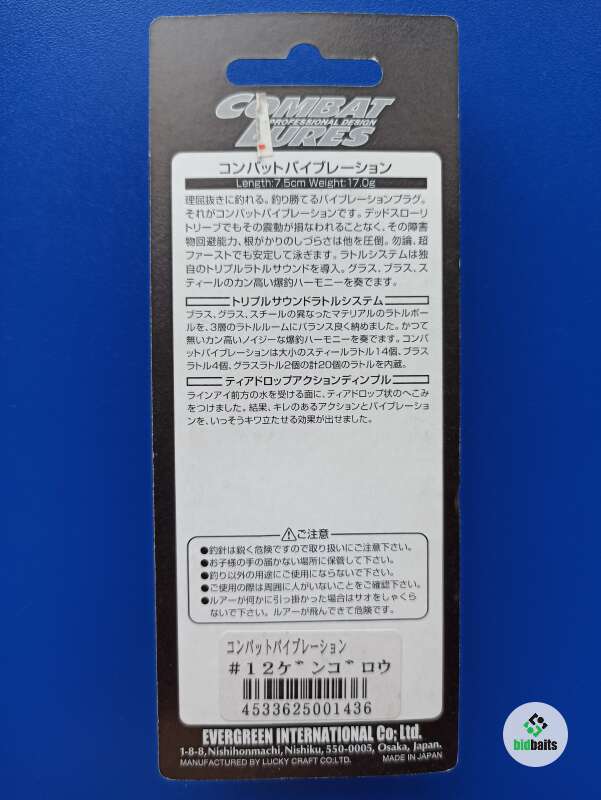 COMBAT
PROFESSIONAL DESIGN
LURES
コンバットバイブレーション
Length:7.5cm Weight:17.0g
理屈抜きに釣れる。釣り勝てるバイブレーションプラグ。
それがコンバットバイブレーションです。デッドスローリ
トリーブでもその震動が損なわれることなく、その障害
物回避能力、根がかりのしづらさは他を圧倒。勿論、超
ファーストでも安定して泳ぎます。ラトルシステムは独
自のトリプルラトルサウンドを導入。グラス、ブラス、ス
ティールのカン高い爆釣ハーモニーを奏でます。
トリプルサウンドラトルシステム
ブラス、グラス、スチールの異なったマテリアルのラトルボー
ルを、3層のラトルルームにバランス良く納めました。かつて
無いカン高いノイジーな爆釣ハーモニーを奏でます。コンバ
ットバイブレーションは大小のスティールラトル14個、ブラス
ラトル4個、グラスラトル2個の計20個のラトルを内蔵。
ティアドロップアクションディンプル
ラインアイ前方の水を受ける面に、ティアドロップ状のへこみ
をつけました。結果、キレのあるアクションとバイブレーショ
ンを、いっそうキワ立たせる効果が出せました。
ご注意
●釣針は鋭く危険ですので取り扱いにご注意下さい。
●お子様の手の届かない場所に保管して下さい。
●釣り以外の用途にご使用にならないで下さい。
●ご使用の際は周囲に人がいないことをご確認下さい。
●ルアーが何かに引っ掛かった場合はサオをしゃくら
ないで下さい。ルアーが飛んできて危険です。
コンバットバイブレーション
#12ゲンゴロウ
4533625001436
EVERGREEN INTERNATIONAL Co; Ltd.
1-8-8, Nishihonmachi, Nishiku, 550-0005, Osaka, Japan.
MANUFACTURED BY LUCKY CRAFT CO:LTD. MADE IN JAPAN
bidbaits